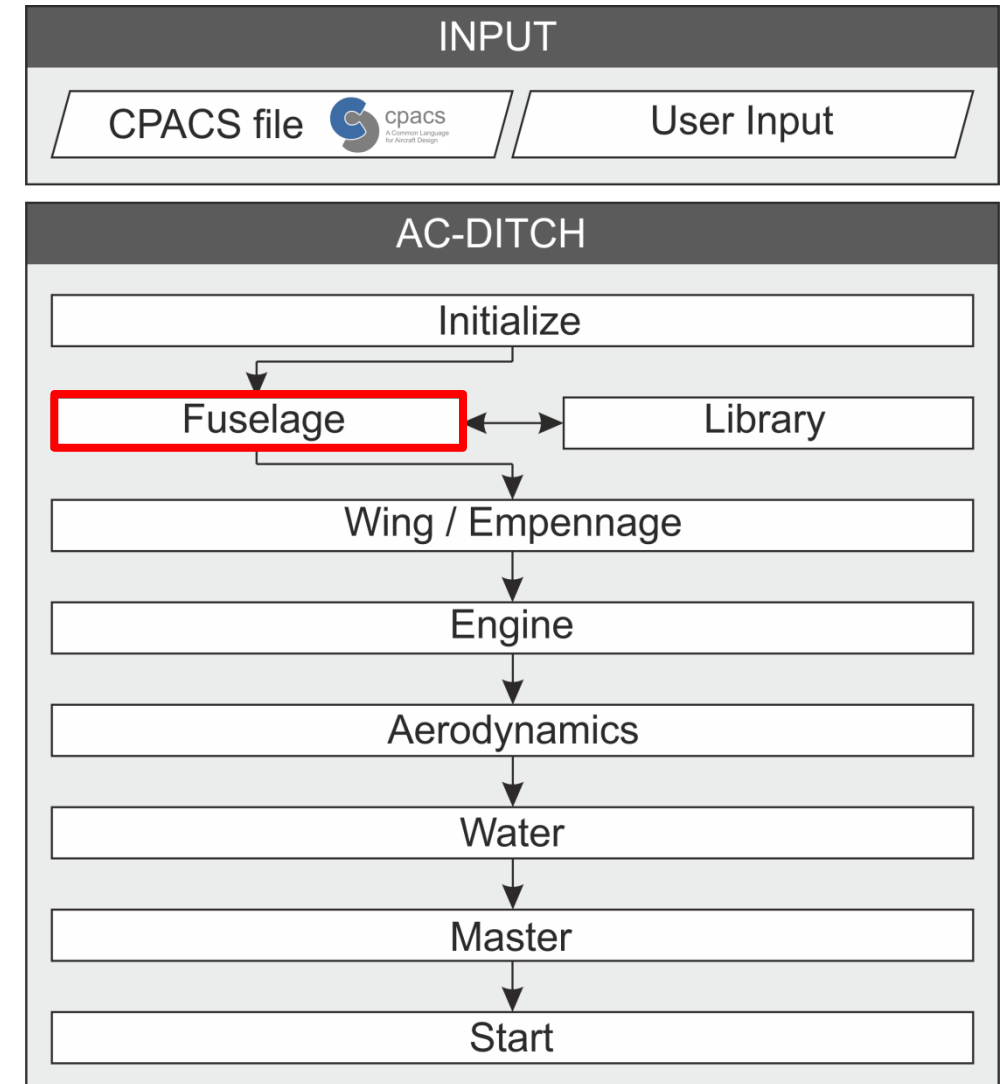 INPUT
CPACS file
cpacs
A Common Language
for Aircraft Design
User Input
AC-DITCH
Initialize
Fuselage
Library
Wing / Empennage
Engine
Aerodynamics
Water
Master
Start